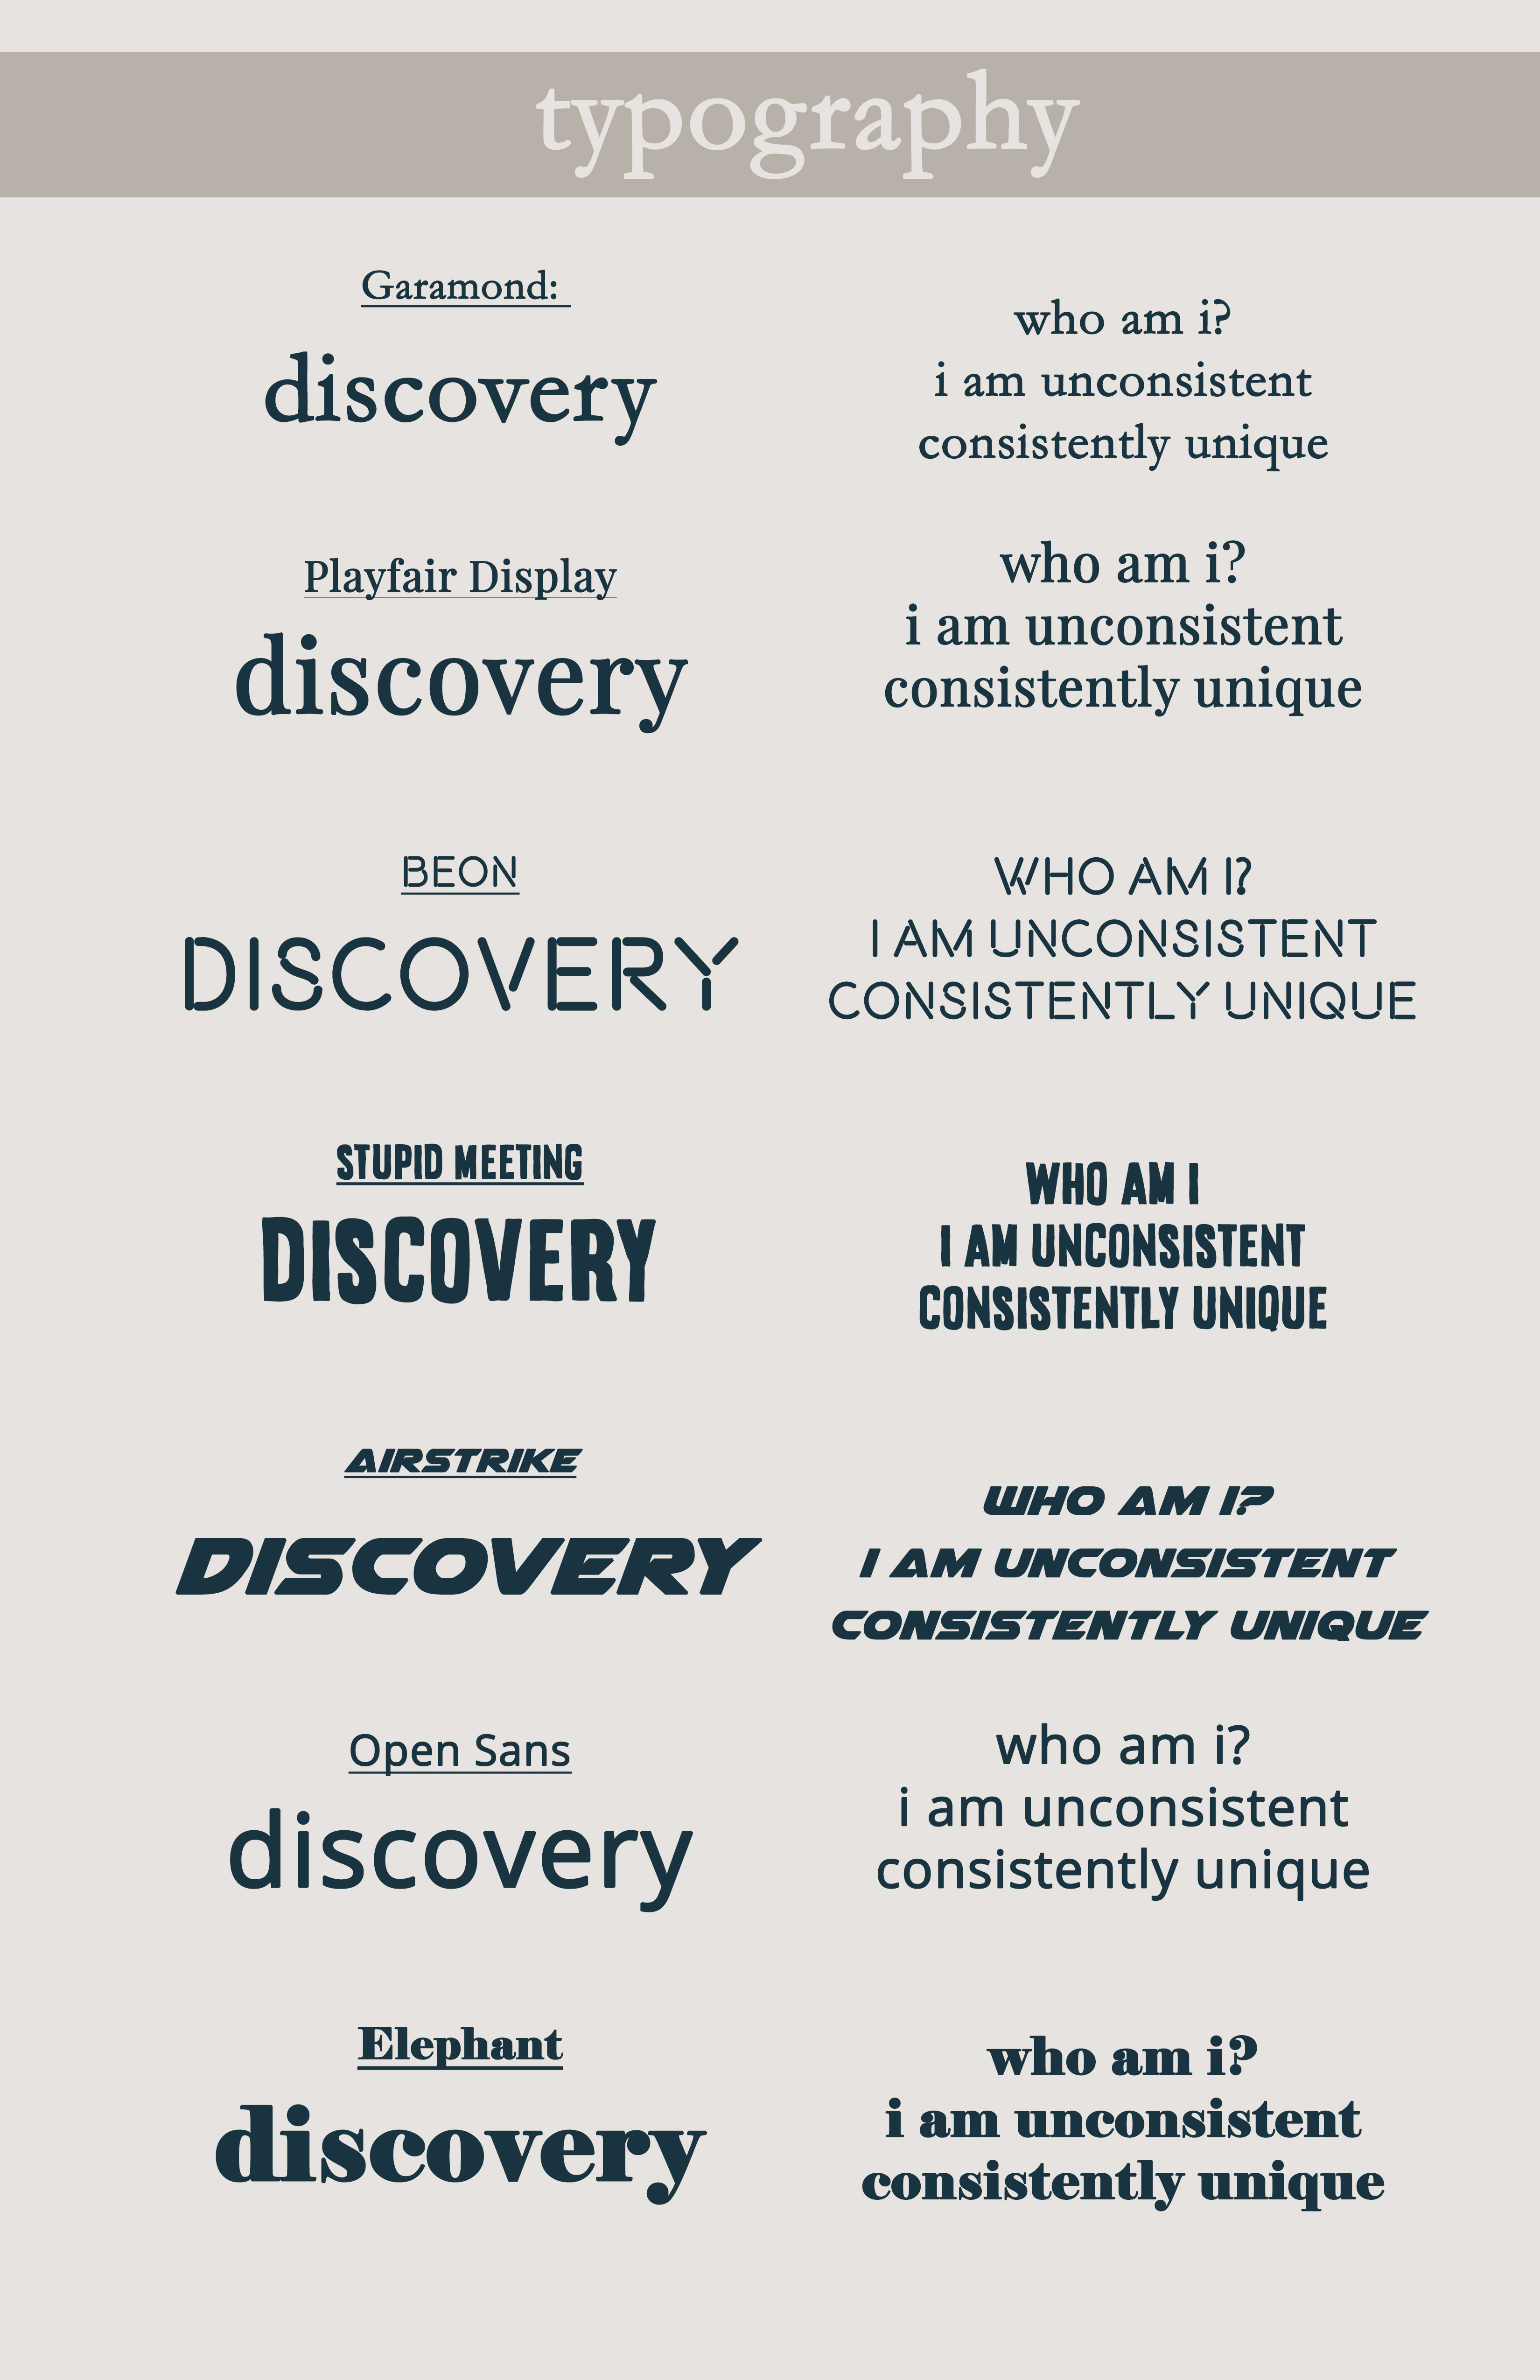 typography
Garamond:
discovery
who am i?
i am unconsistent
consistently unique
Playfair Display
discovery
who am i?
i am unconsistent
consistently unique
BEON
DISCOVERY
WHO AM I?
I AM UNCONSISTENT
CONSISTENTLY UNIQUE
STUPID MEETING
DISCOVERY
WHO AM I
I AM UNCONSISTENT
CONSISTENTLY UNIQUE
AIRSTRIKE
DISCOVERY
WHO AM I?
I AM UNCONSISTENT
CONSISTENTLY UNIQUE
Open Sans
discovery
who am i?
i am unconsistent
consistently unique
Elephant
discovery
who am i?
i am unconsistent
consistently unique